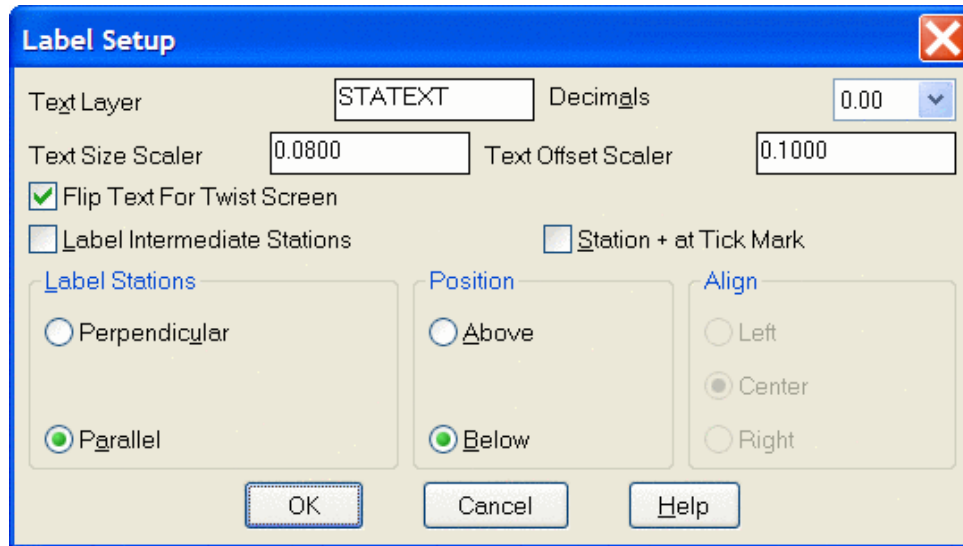 Label Setup
Text Layer STATEXT Decimals 0.00
Text Size Scaler 0.0800 Text Offset Scaler 0.1000
Flip Text For Twist Screen
Label Intermediate Stations Station + at Tick Mark
Label Stations Position Align
Perpendicular Above Left
Center
Parallel Below Right
OK Cancel Help